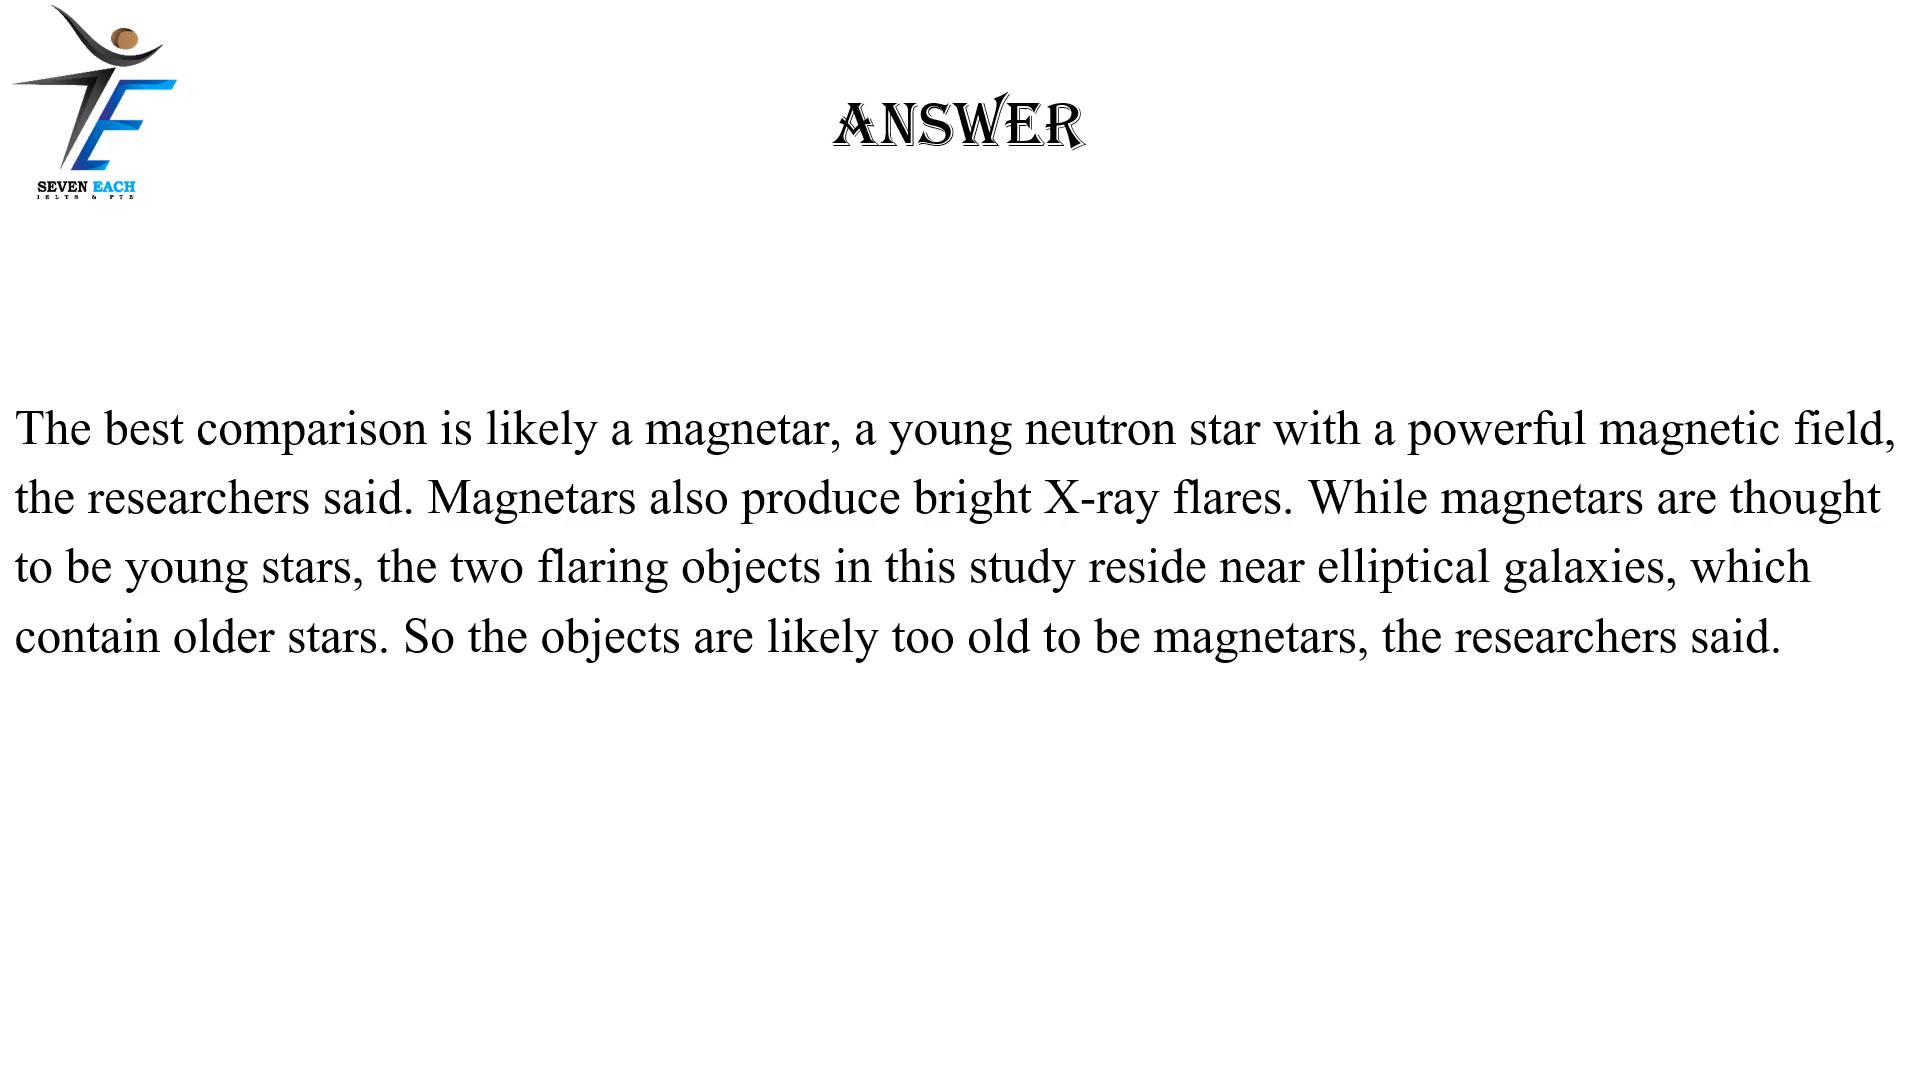 SEVEN EACH
IELTS & PTE
ANSWER
The best comparison is likely a magnetar, a young neutron star with a powerful magnetic field,
the researchers said. Magnetars also produce bright X-ray flares. While magnetars are thought
to be young stars, the two flaring objects in this study reside near elliptical galaxies, which
contain older stars. So the objects are likely too old to be magnetars, the researchers said.